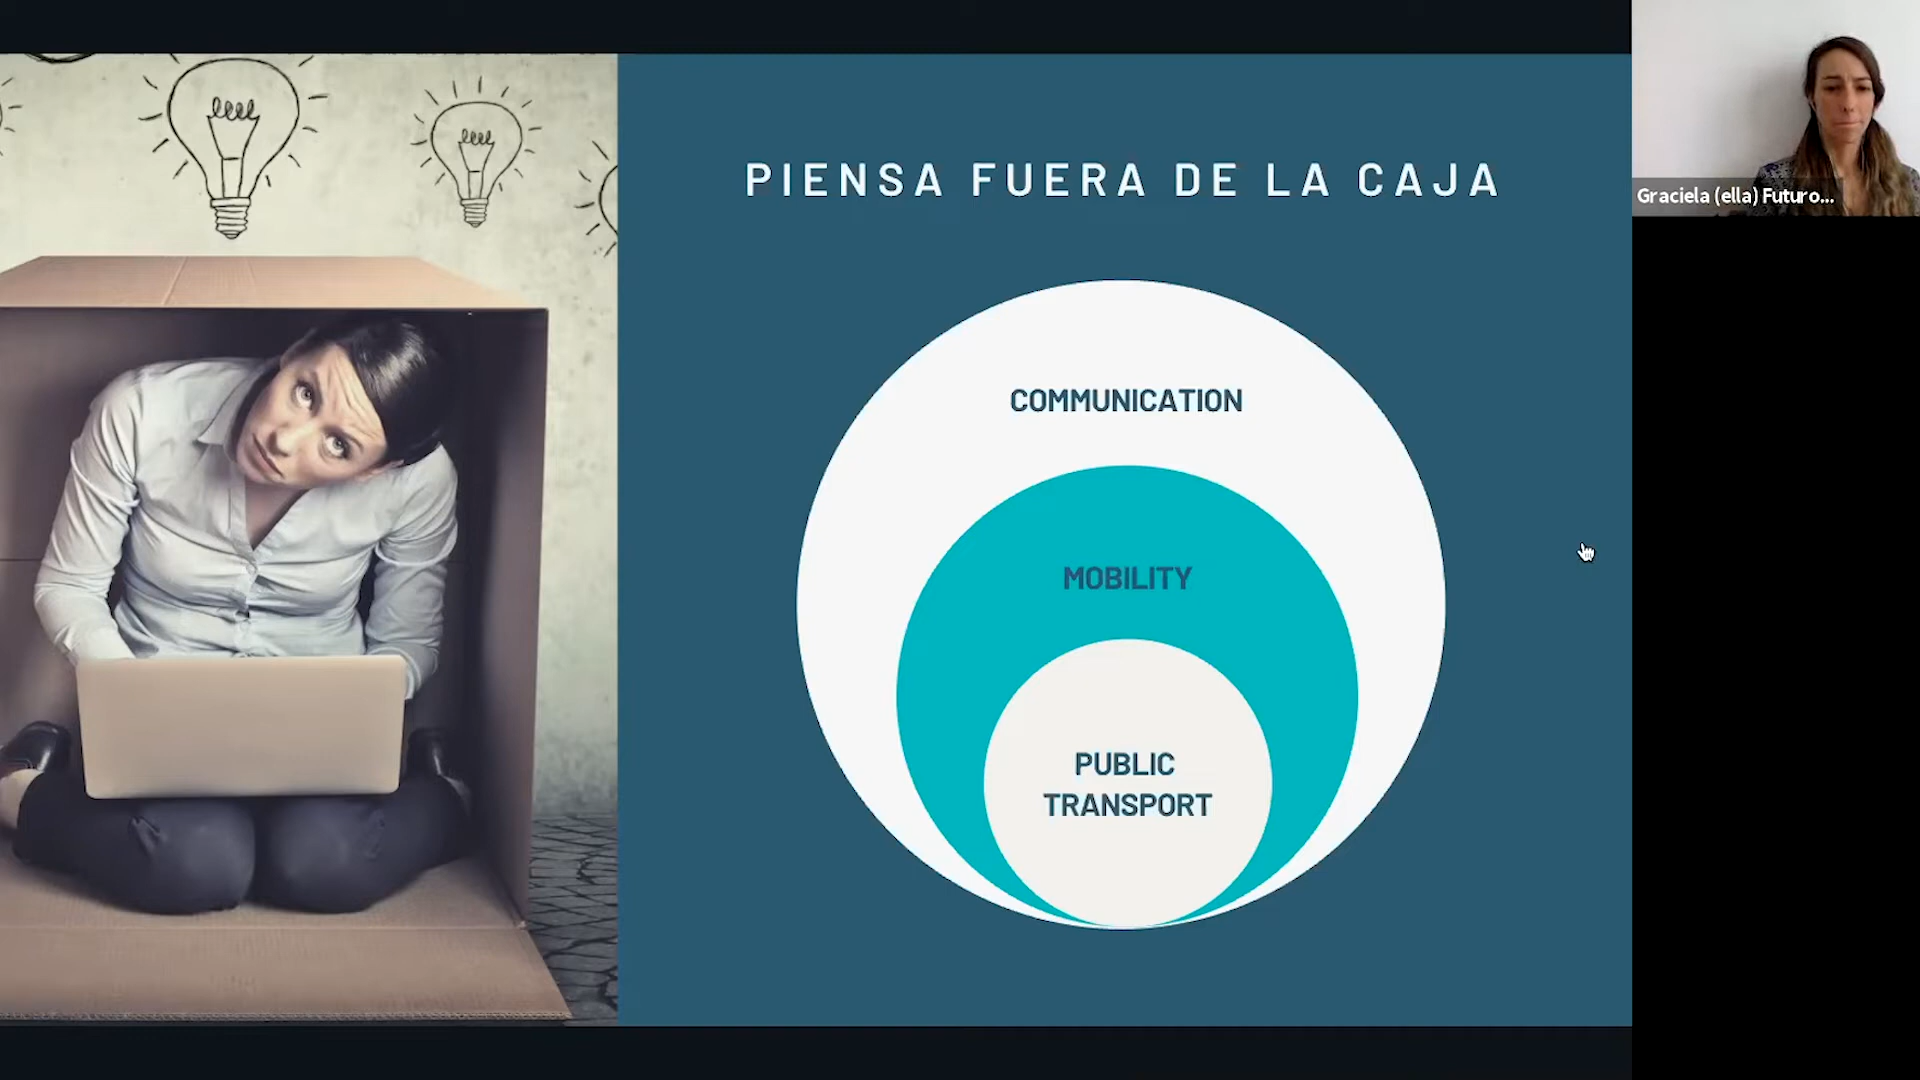 PIENSA FUERA DE LA CAJA
COMMUNICATION
MOBILITY
PUBLIC
TRANSPORT
Graciela (ella) Futuro...